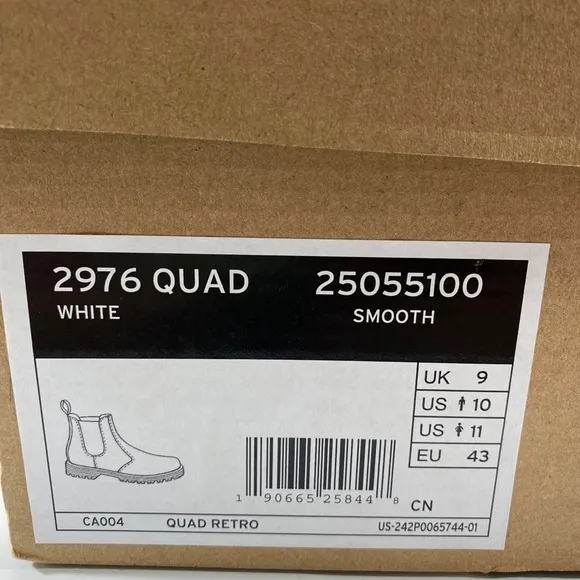 2976 QUAD 25055100
WHITE SMOOTH
UK 9
US 10
US 11
EU 43
1 90665 25844 8
CN
CA004 QUAD RETRO US-242P0065744-01